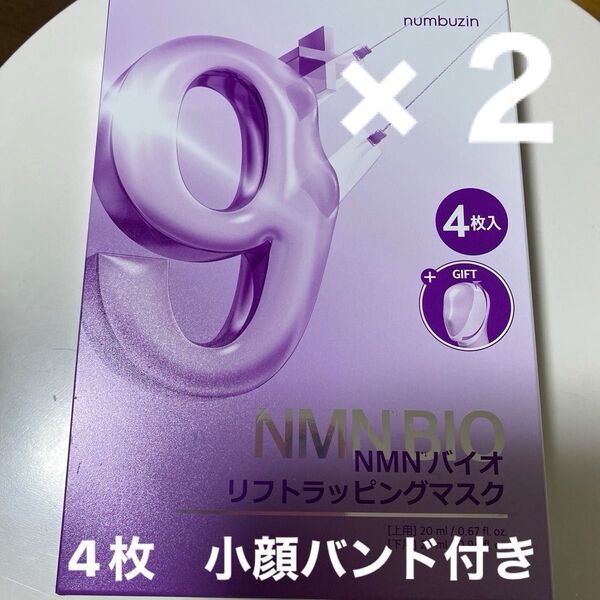 numbuzin
× 2
9+
4枚入
+ GIFT
NMN BIO
NMNバイオ
リフトラッピングマスク
[上用] 20 ml / 0.67 fl. oz.
4枚 小顔バンド付き